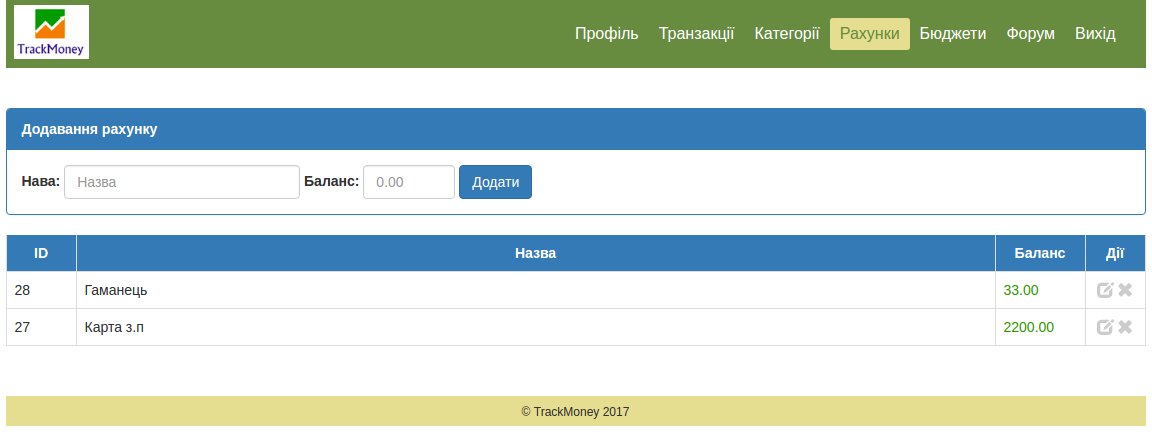 TrackMoney
Профіль Транзакції Категорії Рахунки Бюджети Форум Вихід
Додавання рахунку
Нава: Назва Баланс: 0.00 Додати
ID Назва Баланс Дії
28 Гаманець 33.00
27 Карта з.п 2200.00
© TrackMoney 2017